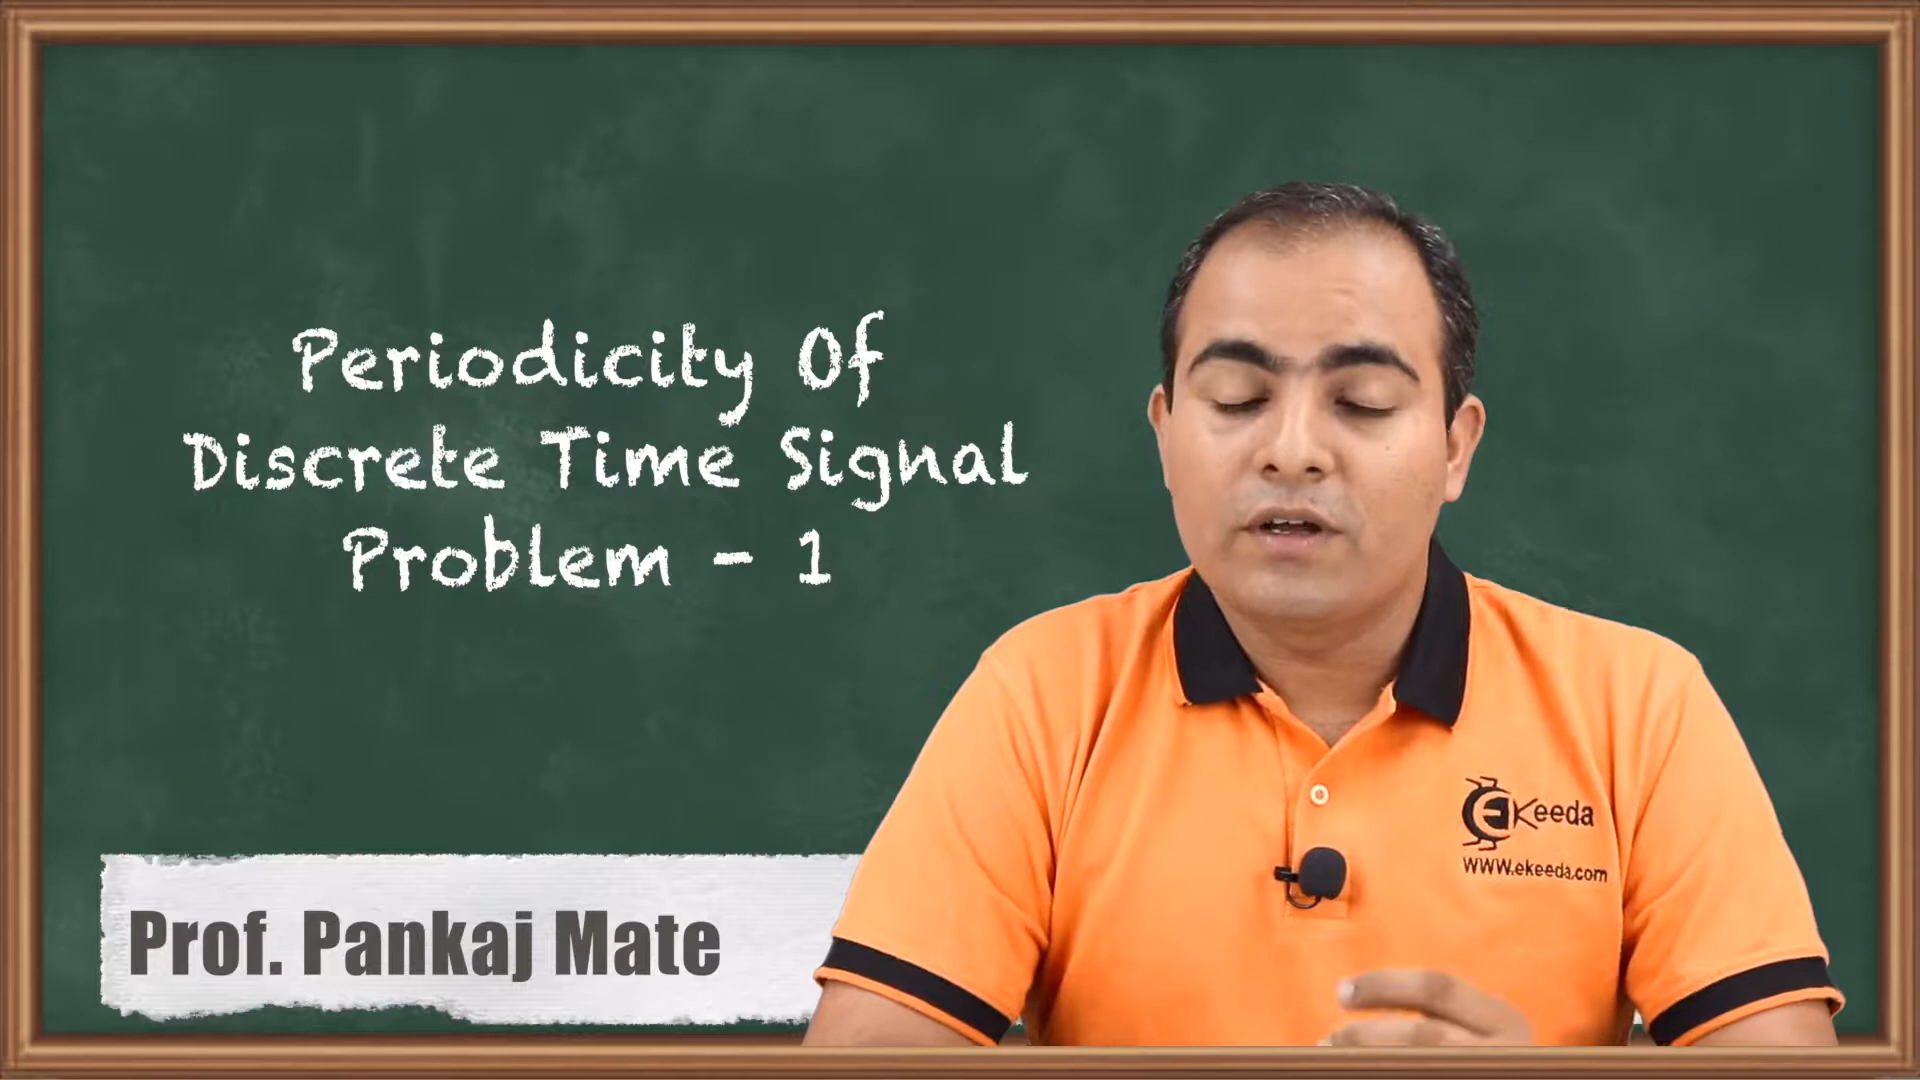 Periodicity Of
Discrete Time Signal
Problem - 1
Keeda
WWW.ekeeda.com
Prof. Pankaj Mate